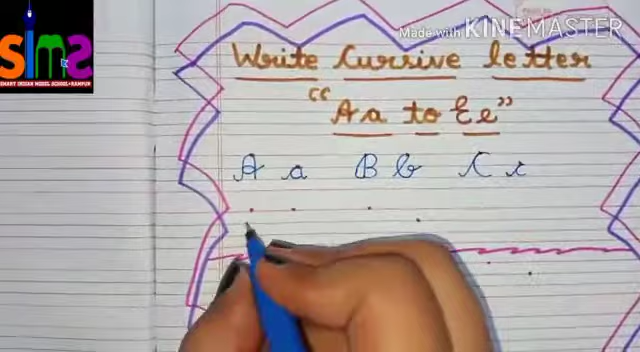 Made with KINEMASTER
SIMS
SMART INDIAN MODEL SCHOOL-RAMPUR
Write Cursive letter
"Aa to Ee"
A a B b C c